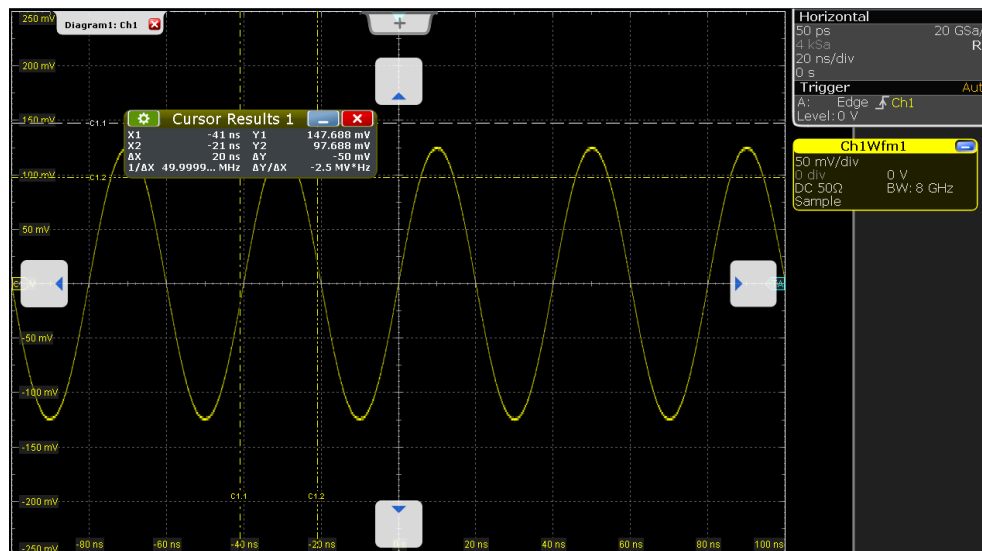 250 mV
Diagram1: Ch1
200 mV
C1.1
Cursor Results 1
X1 -41 ns Y1 147.688 mV
X2 -21 ns Y2 97.688 mV
ΔX 20 ns ΔY -50 mV
1/ΔX 49.9999... MHz ΔY/ΔX -2.5 MV*Hz
C1.2
50 mV
-50 mV
-100 mV
-150 mV
-200 mV
-250 mV
C1.1 C1.2
-80 ns -60 ns -40 ns -20 ns 20 ns 40 ns 60 ns 80 ns 100 ns
Horizontal
50 ps 20 GSa/
4 kSa R
20 ns/div
0 s
Trigger Aut
A: Edge Ch1
Level: 0 V
Ch1Wfm1
50 mV/div
0 div 0 V
DC 50Ω BW: 8 GHz
Sample